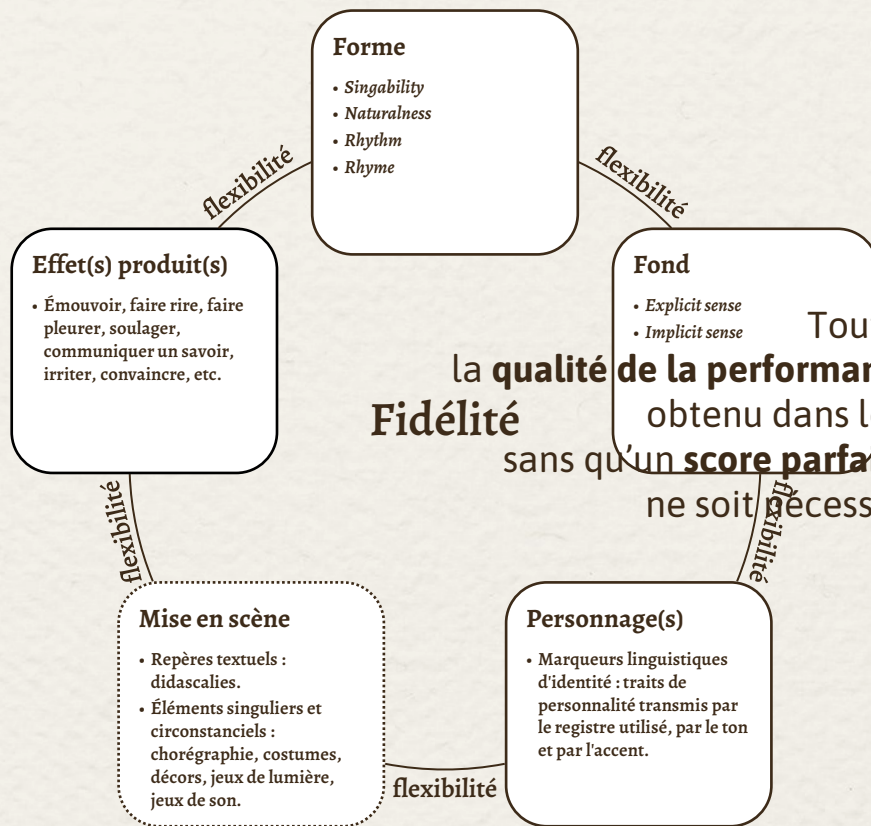 Forme
• Singability
• Naturalness
• Rhythm
• Rhyme
flexibilité
flexibilité
Effet(s) produit(s)
• Émouvoir, faire rire, faire
pleurer, soulager,
communiquer un savoir,
irriter, convaincre, etc.
Fond
• Explicit sense
• Implicit sense
la qualité de la
obtenu dans
Fidélité
sans qu'un score
ne soit
flexibilité
flexibilité
Mise en scène
• Repères textuels :
didascalies.
• Éléments singuliers et
circonstanciels :
chorégraphie, costumes,
décors, jeux de lumière,
jeux de son.
Personnage(s)
• Marqueurs linguistiques
d'identité : traits de
personnalité transmis par
le registre utilisé, par le ton
et par l'accent.
flexibilité